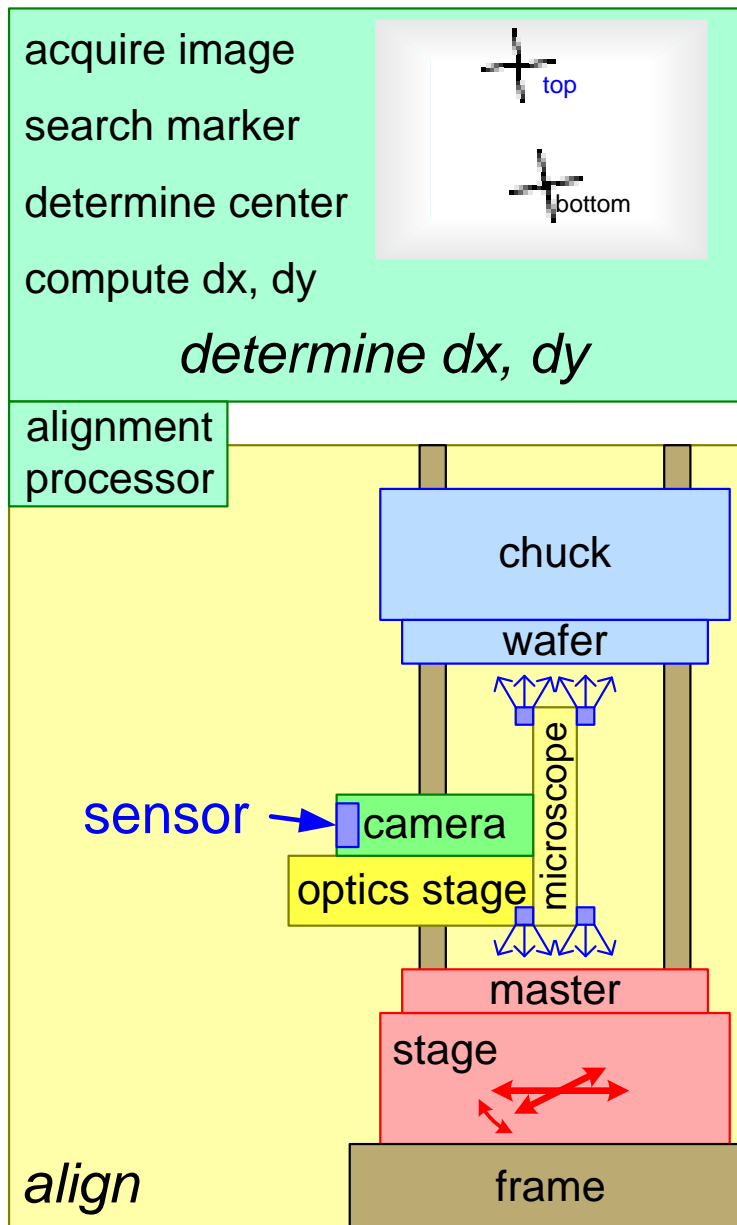 acquire image
search marker
determine center
compute dx, dy
top
bottom
determine dx, dy
alignment
processor
chuck
wafer
microscope
sensor
camera
optics stage
master
stage
align
frame